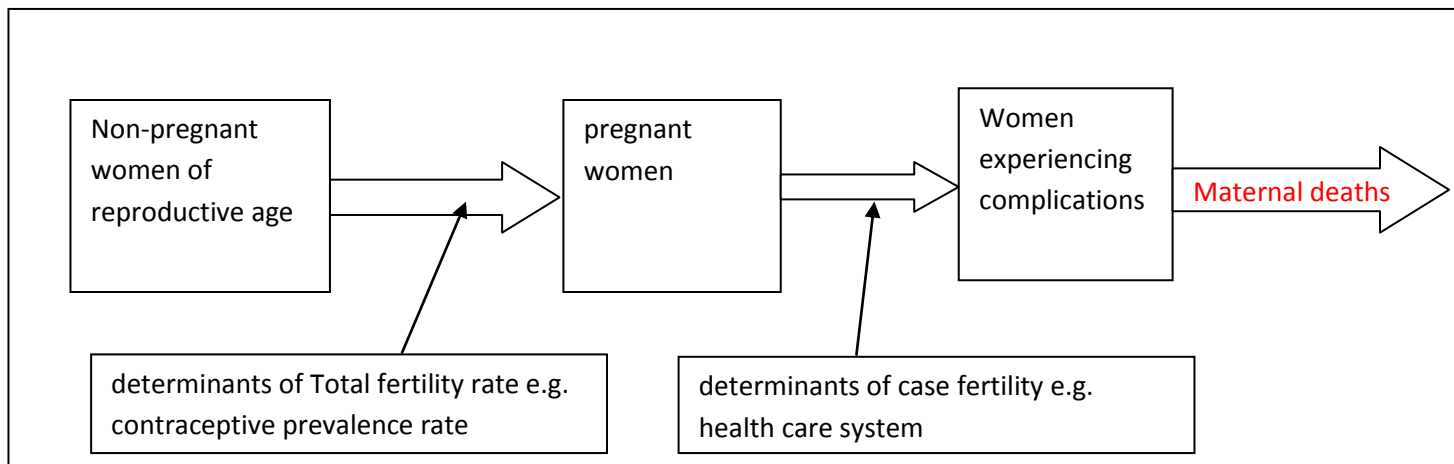 Non-pregnant
women of
reproductive age
pregnant
women
Women
experiencing
complications
Maternal deaths
determinants of Total fertility rate e.g.
contraceptive prevalence rate
determinants of case fertility e.g.
health care system